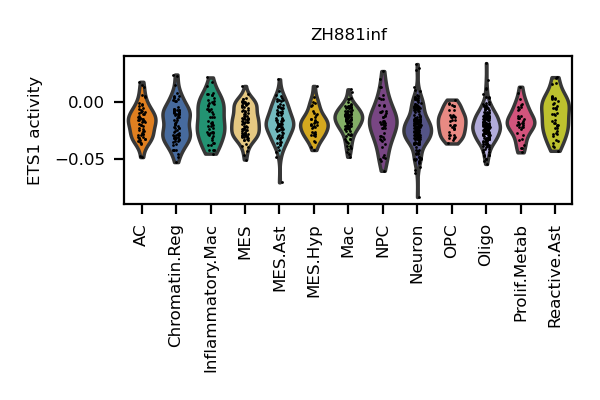 ZH881inf
ETS1 activity
0.00
−0.05
AC
Chromatin.Reg
Inflammatory.Mac
MES
MES.Ast
MES.Hyp
Mac
NPC
Neuron
OPC
Oligo
Prolif.Metab
Reactive.Ast